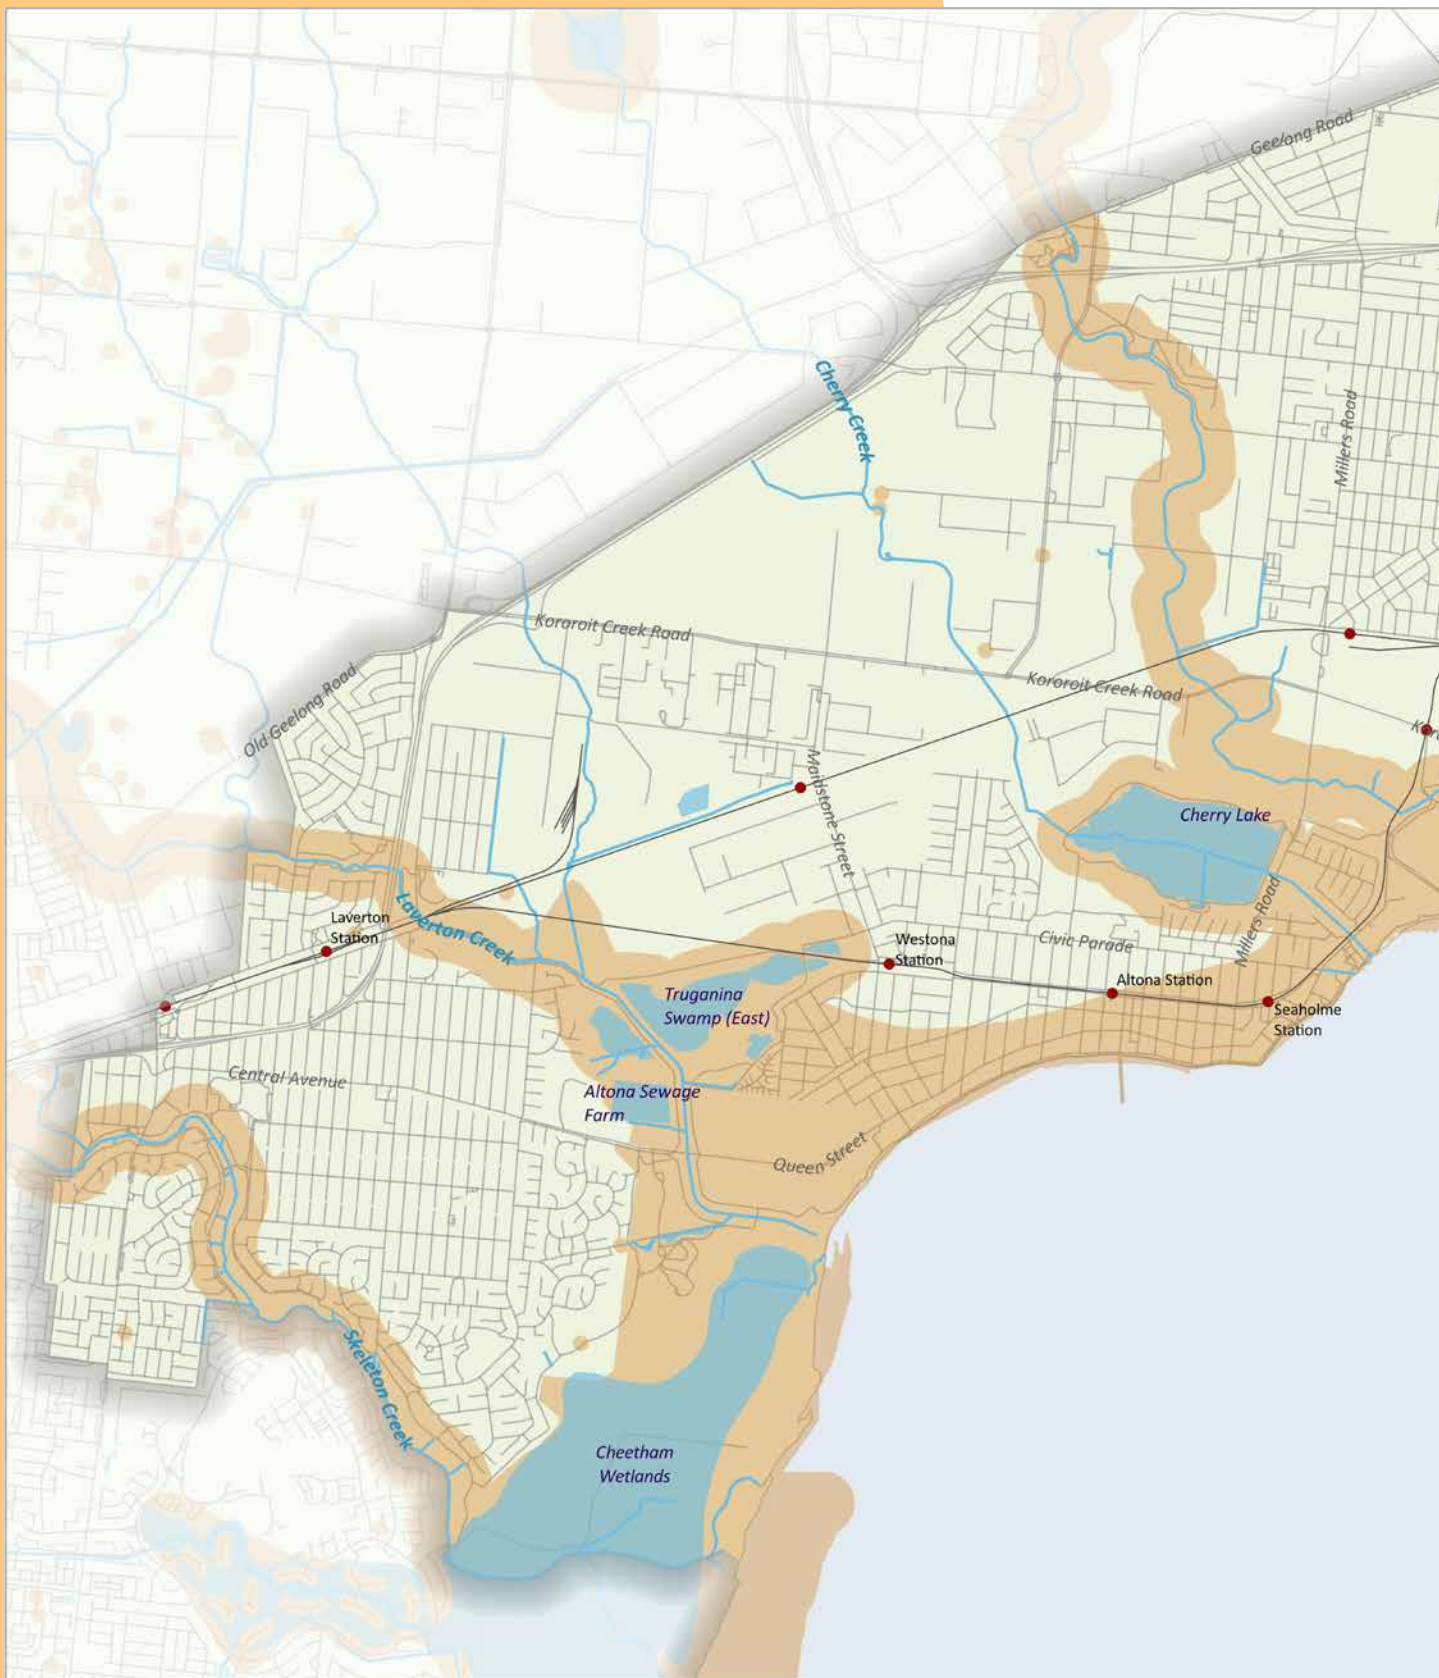 Geelong Road
Cherry Creek
Millers Road
Kororoit Creek Road
Kororoit Creek Road
Old Geelong Road
Maidstone Street
Cherry Lake
Laverton Creek
Laverton
Station
Westona
Station
Civic Parade
Millers Road
Altona Station
Seaholme
Station
Truganina
Swamp (East)
Central Avenue
Altona Sewage
Farm
Queen Street
Skeleton Creek
Cheetham
Wetlands